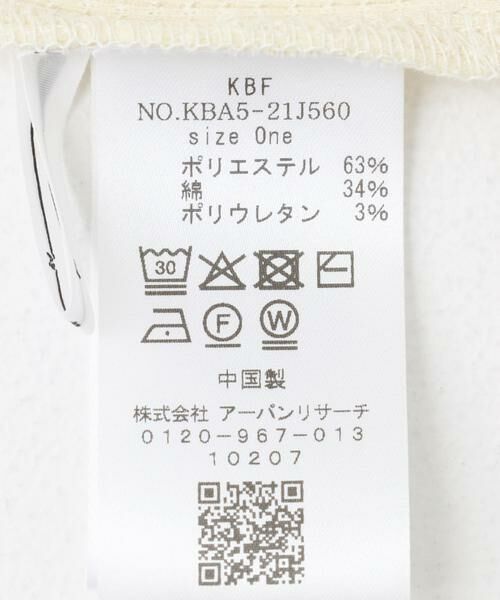 KBF
NO.KBA5-21J560
size One
ポリエステル 63%
綿 34%
ポリウレタン 3%
30
F W
中国製
株式会社 アーバンリサーチ
0120-967-013
10207